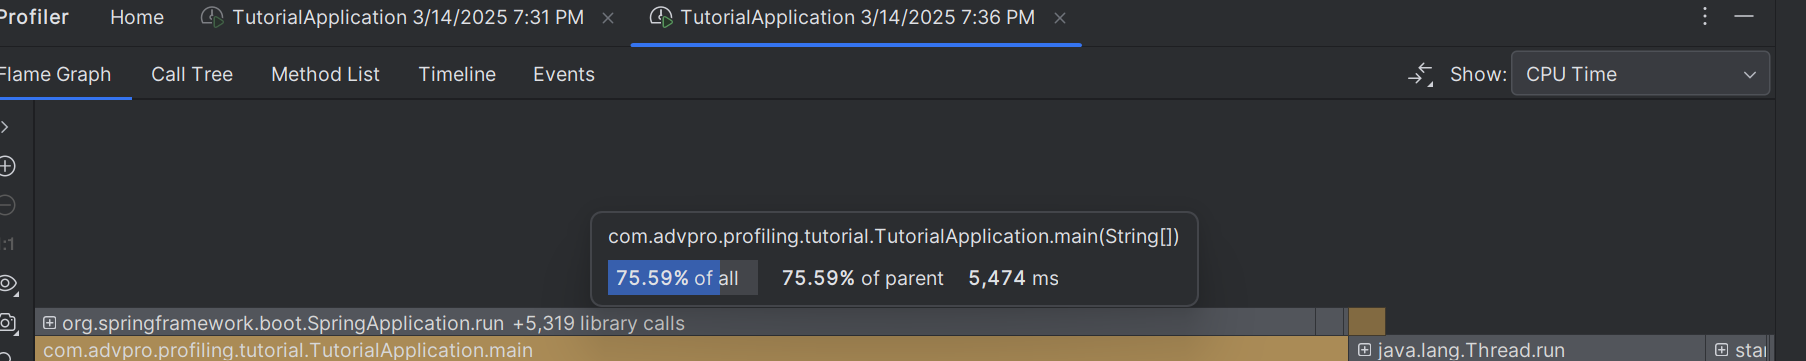 Profiler Home TutorialApplication 3/14/2025 7:31 PM TutorialApplication 3/14/2025 7:36 PM
Flame Graph Call Tree Method List Timeline Events Show: CPU Time
com.advpro.profiling.tutorial.TutorialApplication.main(String[])
75.59% of all 75.59% of parent 5,474 ms
1:1
org.springframework.boot.SpringApplication.run +5,319 library calls
com.advpro.profiling.tutorial.TutorialApplication.main java.lang.Thread.run star